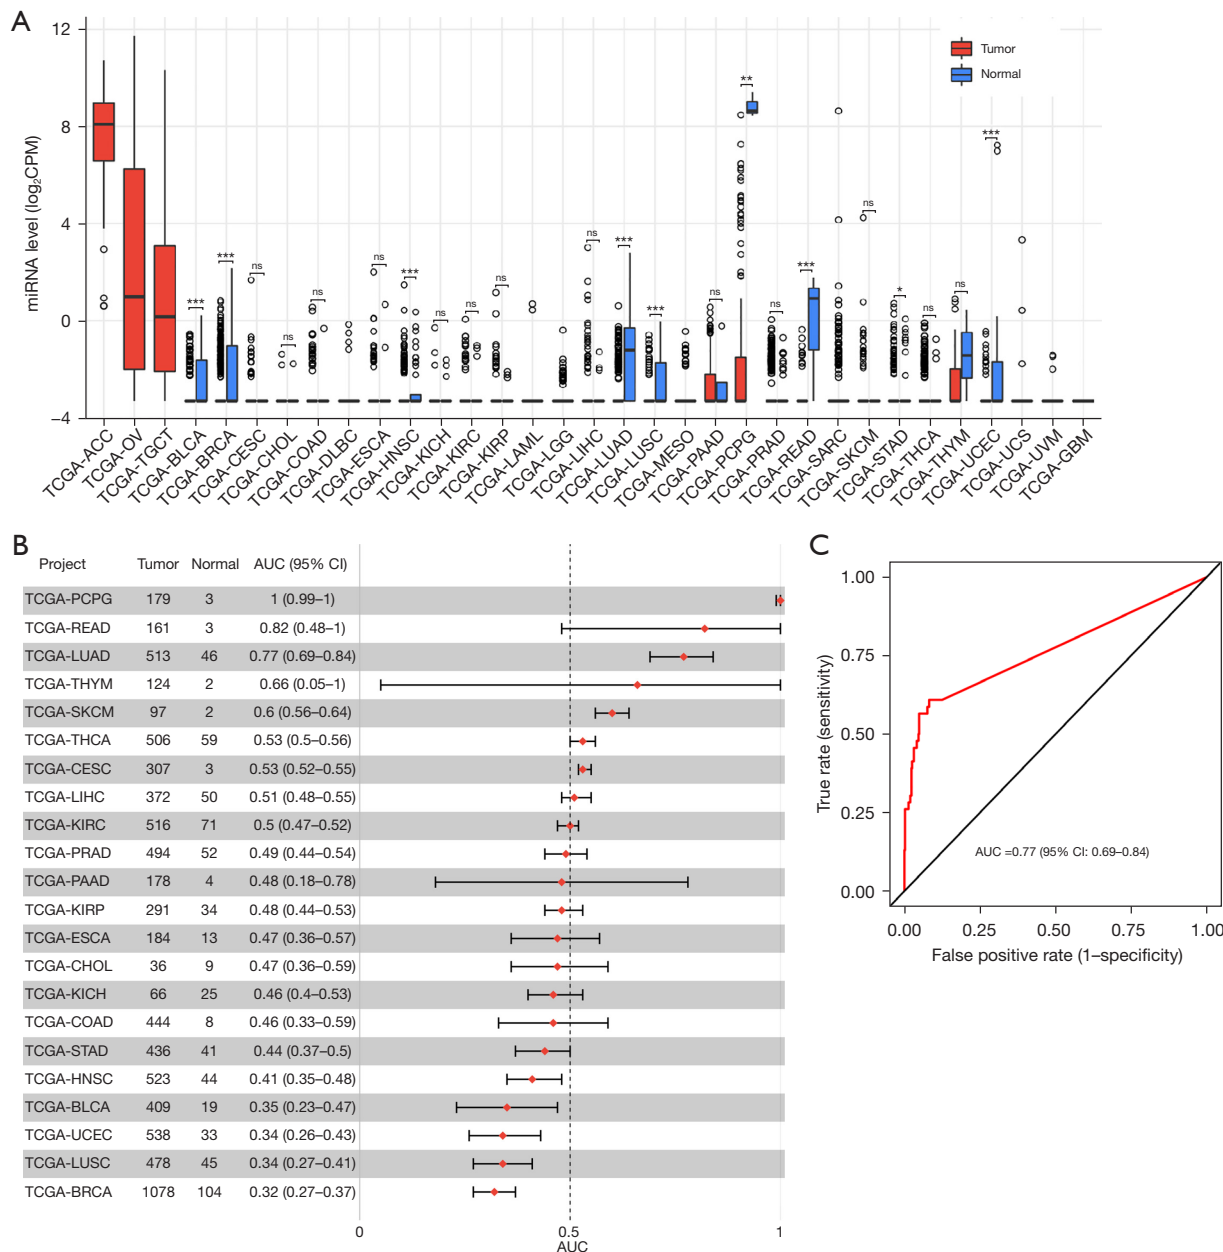 A
12
8
4
0
−4
miRNA level (log2CPM)
Tumor
Normal
*** *** ns ns ns ns *** ns ns ns ns *** *** ns ** ns *** ns * ns ns ***
TCGA-ACC
TCGA-OV
TCGA-TGCT
TCGA-BLCA
TCGA-BRCA
TCGA-CESC
TCGA-CHOL
TCGA-COAD
TCGA-DLBC
TCGA-ESCA
TCGA-HNSC
TCGA-KICH
TCGA-KIRC
TCGA-KIRP
TCGA-LAML
TCGA-LGG
TCGA-LIHC
TCGA-LUAD
TCGA-LUSC
TCGA-MESO
TCGA-PAAD
TCGA-PCPG
TCGA-PRAD
TCGA-READ
TCGA-SARC
TCGA-SKCM
TCGA-STAD
TCGA-THCA
TCGA-THYM
TCGA-UCEC
TCGA-UCS
TCGA-UVM
TCGA-GBM
B
Project Tumor Normal AUC (95% CI)
TCGA-PCPG 179 3 1 (0.99–1)
TCGA-READ 161 3 0.82 (0.48–1)
TCGA-LUAD 513 46 0.77 (0.69–0.84)
TCGA-THYM 124 2 0.66 (0.05–1)
TCGA-SKCM 97 2 0.6 (0.56–0.64)
TCGA-THCA 506 59 0.53 (0.5–0.56)
TCGA-CESC 307 3 0.53 (0.52–0.55)
TCGA-LIHC 372 50 0.51 (0.48–0.55)
TCGA-KIRC 516 71 0.5 (0.47–0.52)
TCGA-PRAD 494 52 0.49 (0.44–0.54)
TCGA-PAAD 178 4 0.48 (0.18–0.78)
TCGA-KIRP 291 34 0.48 (0.44–0.53)
TCGA-ESCA 184 13 0.47 (0.36–0.57)
TCGA-CHOL 36 9 0.47 (0.36–0.59)
TCGA-KICH 66 25 0.46 (0.4–0.53)
TCGA-COAD 444 8 0.46 (0.33–0.59)
TCGA-STAD 436 41 0.44 (0.37–0.5)
TCGA-HNSC 523 44 0.41 (0.35–0.48)
TCGA-BLCA 409 19 0.35 (0.23–0.47)
TCGA-UCEC 538 33 0.34 (0.26–0.43)
TCGA-LUSC 478 45 0.34 (0.27–0.41)
TCGA-BRCA 1078 104 0.32 (0.27–0.37)
0 0.5 1
AUC
C
1.00
0.75
0.50
0.25
0.00
True rate (sensitivity)
AUC =0.77 (95% CI: 0.69–0.84)
0.00 0.25 0.50 0.75 1.00
False positive rate (1–specificity)